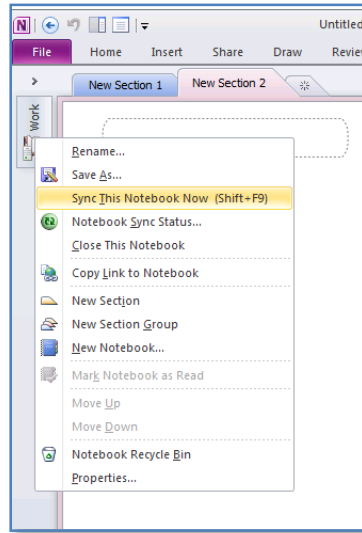 Untitled
File Home Insert Share Draw Revie
New Section 1 New Section 2
Work
Rename...
Save As...
Sync This Notebook Now (Shift+F9)
Notebook Sync Status...
Close This Notebook
Copy Link to Notebook
New Section
New Section Group
New Notebook...
Mark Notebook as Read
Move Up
Move Down
Notebook Recycle Bin
Properties...